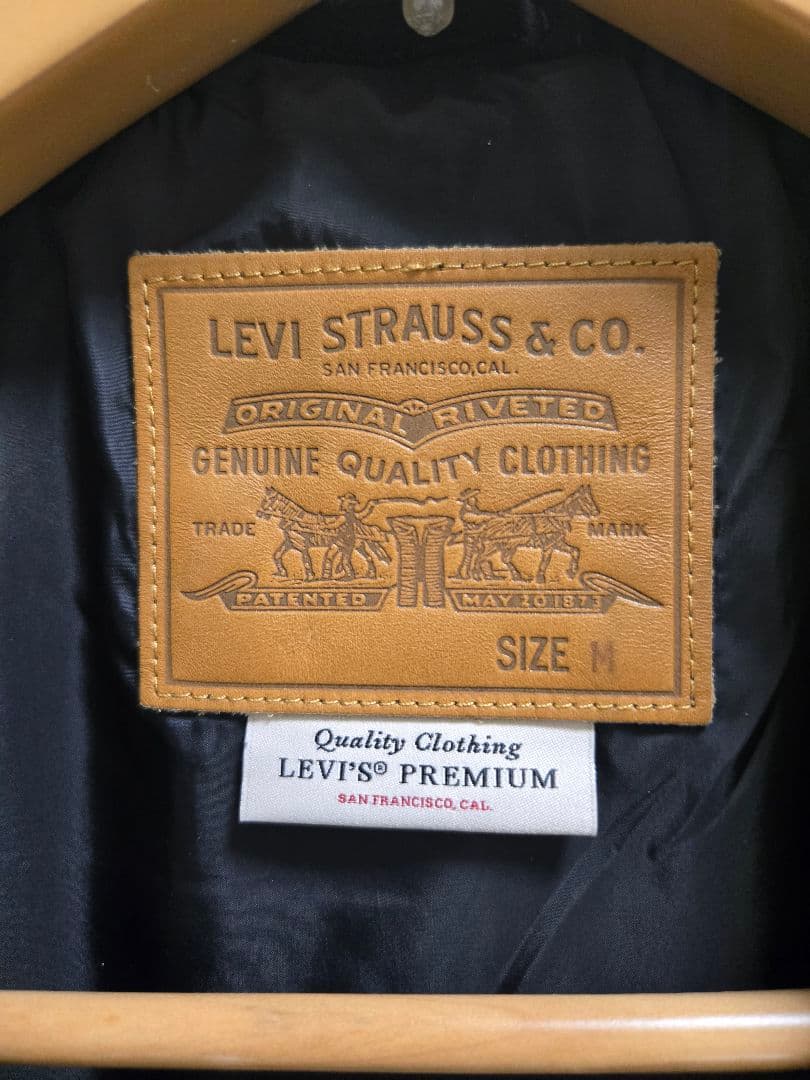 LEVI STRAUSS & CO.
SAN FRANCISCO, CAL.
ORIGINAL RIVETED
GENUINE QUALITY CLOTHING
TRADE MARK
PATENTED MAY 20 1873
SIZE M
Quality Clothing
LEVI'S® PREMIUM
SAN FRANCISCO, CAL.